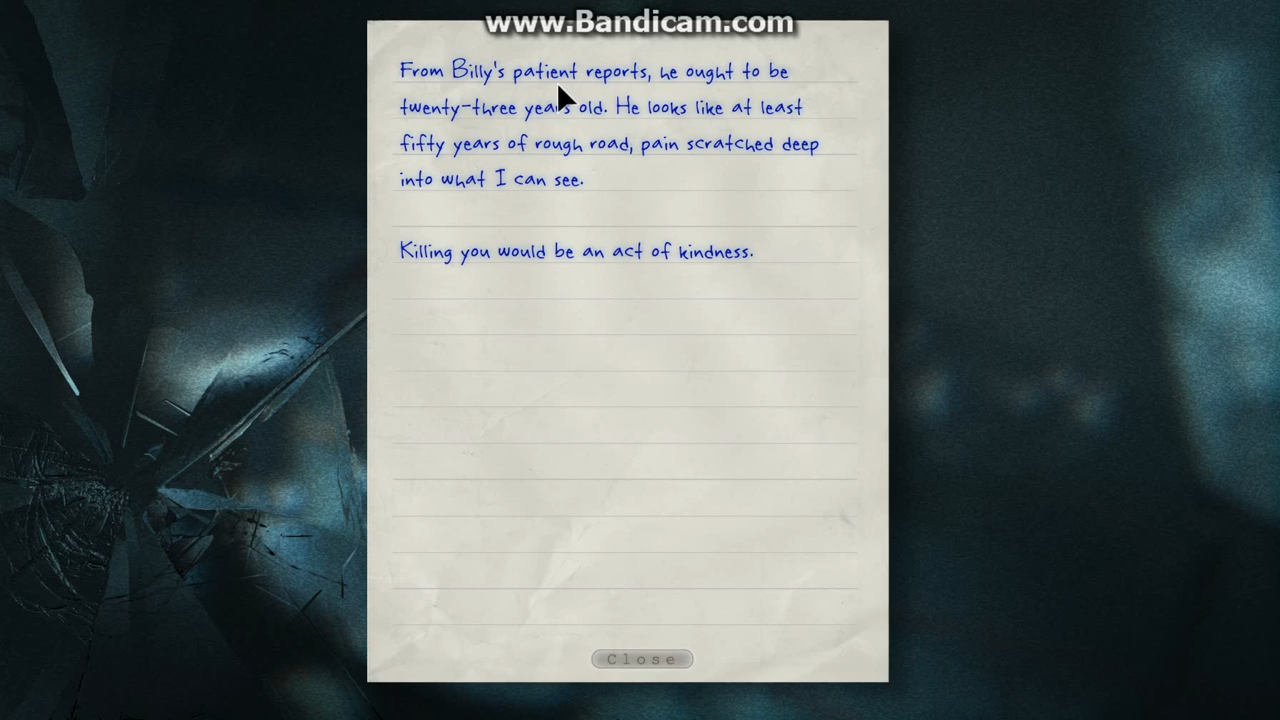 www.Bandicam.com
From Billy's patient reports, he ought to be
twenty-three years old. He looks like at least
fifty years of rough road, pain scratched deep
into what I can see.
Killing you would be an act of kindness.
Close